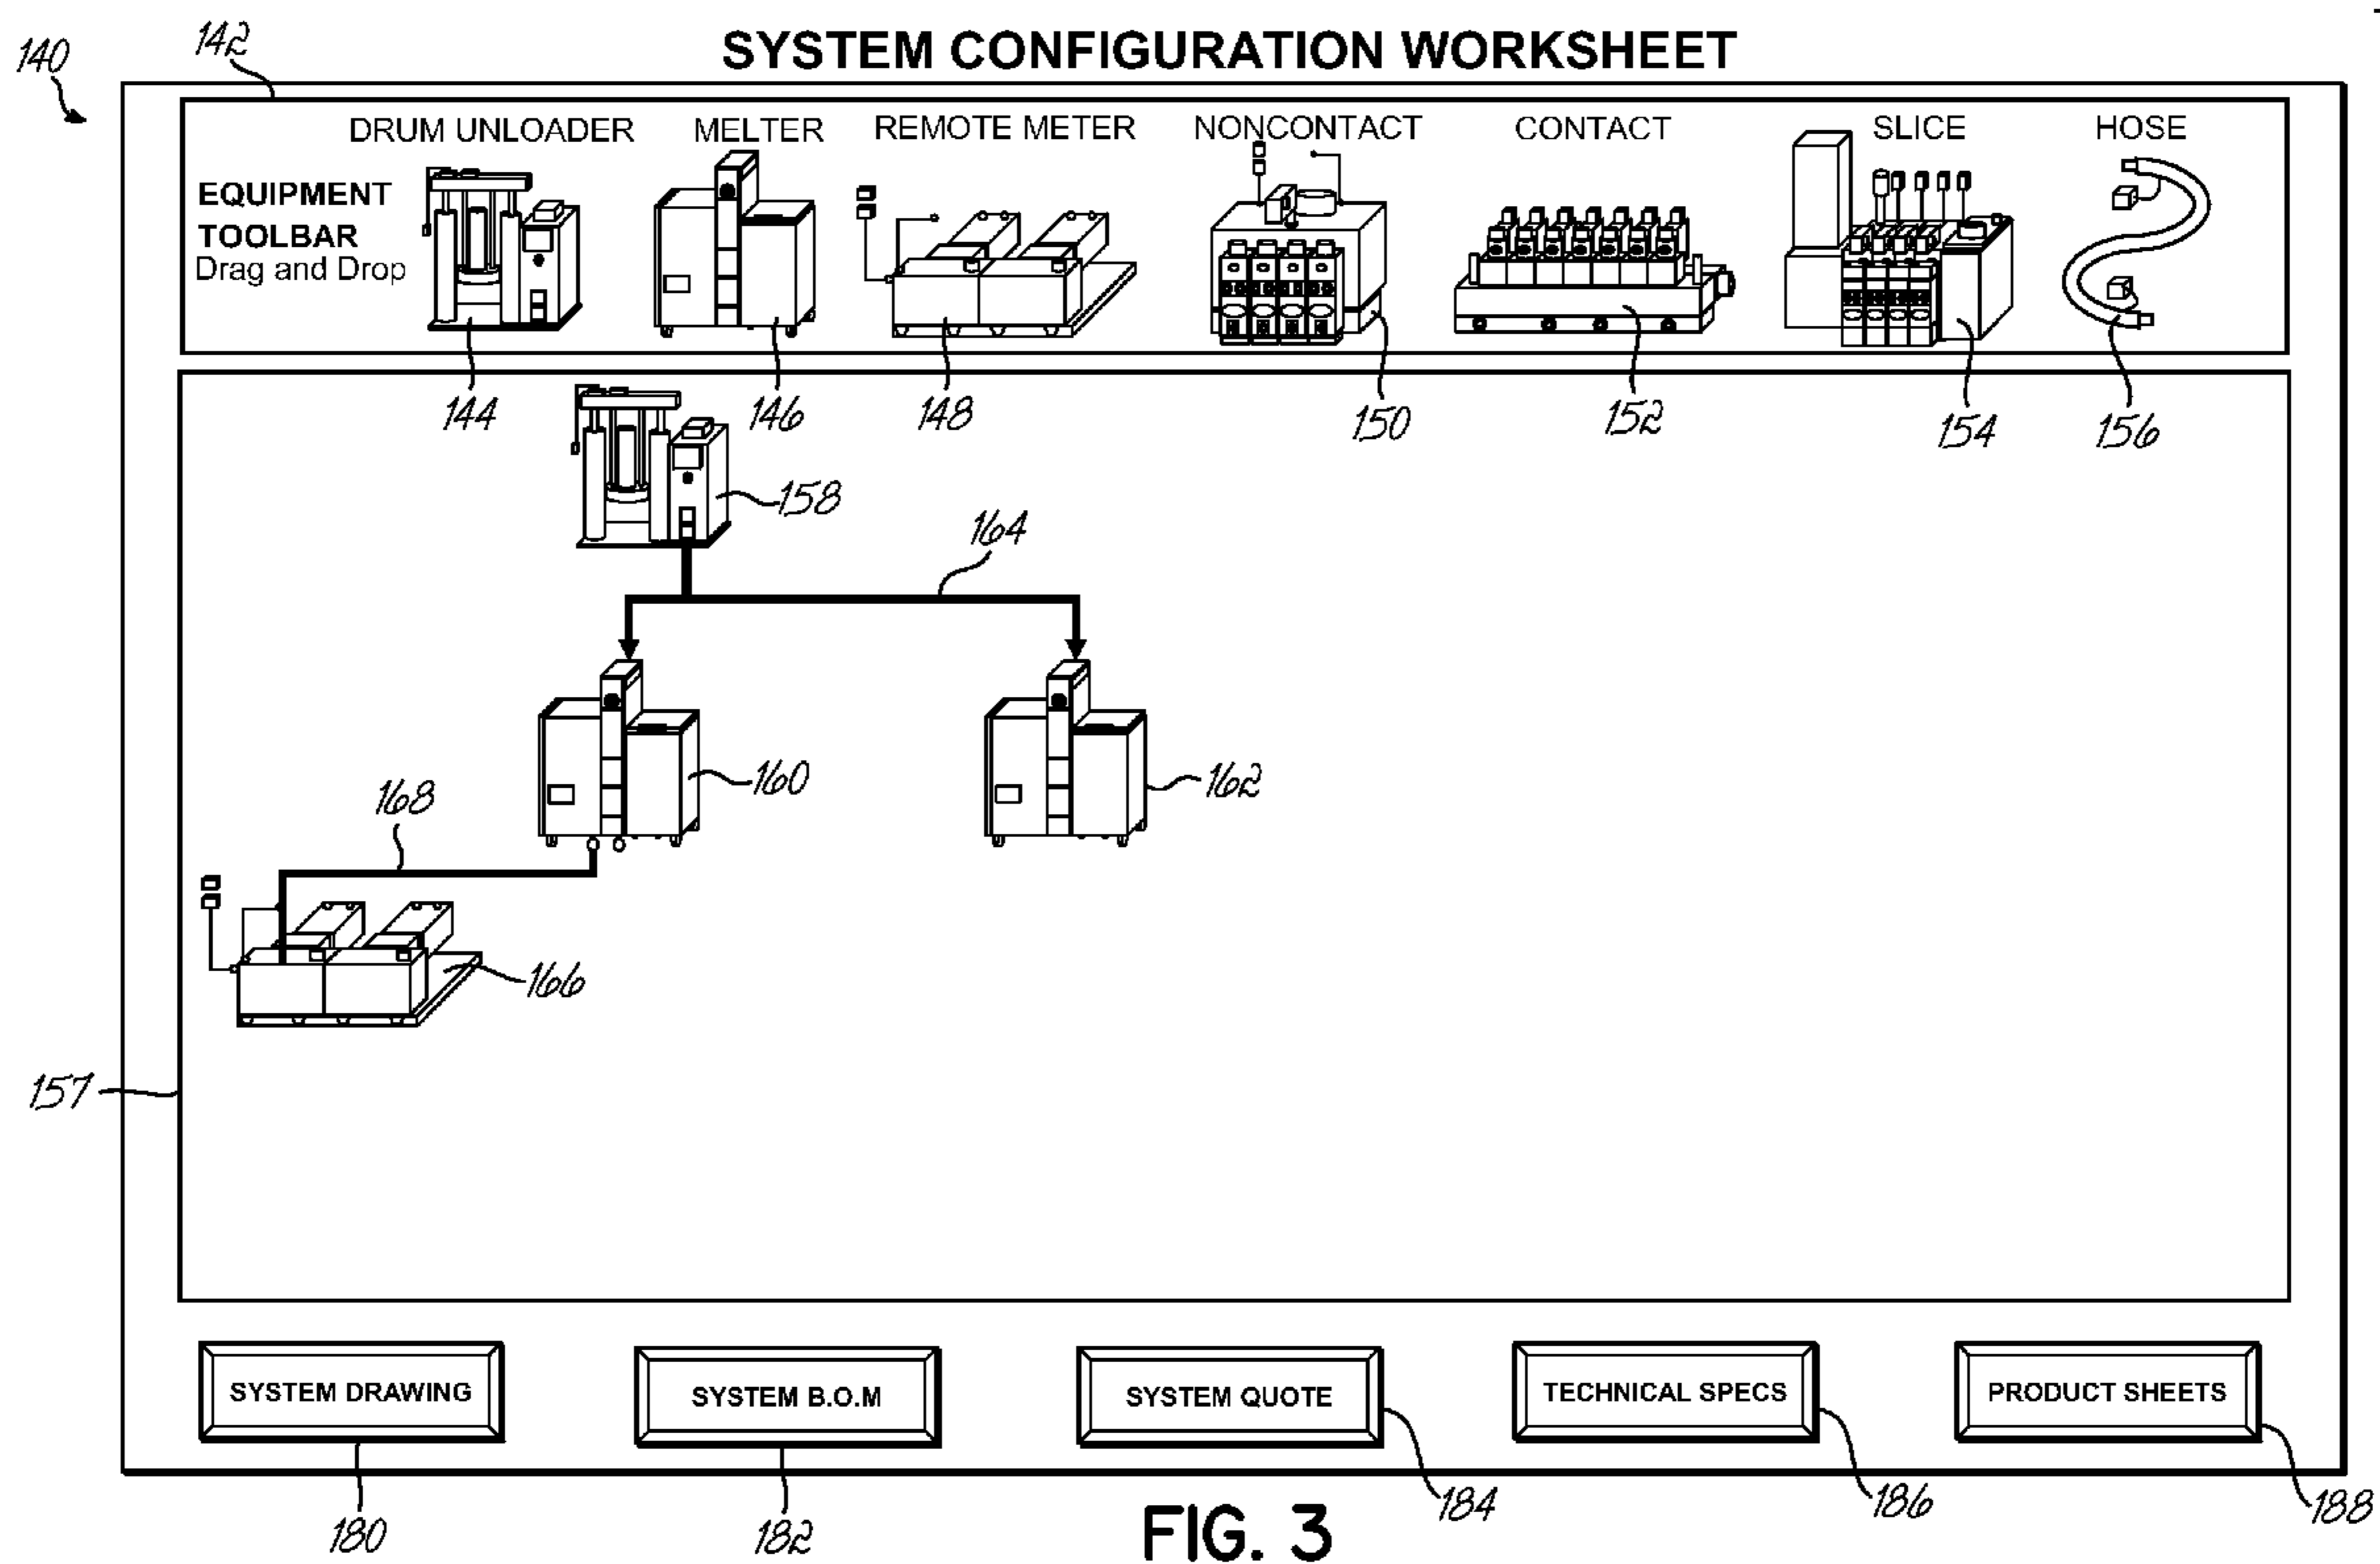 SYSTEM CONFIGURATION WORKSHEET
140
142
DRUM UNLOADER MELTER REMOTE METER NONCONTACT CONTACT SLICE HOSE
EQUIPMENT
TOOLBAR
Drag and Drop
144 146 148 150 152 154 156
158
164
160 162
168
166
157
SYSTEM DRAWING SYSTEM B.O.M SYSTEM QUOTE TECHNICAL SPECS PRODUCT SHEETS
180 182 184 186 188
FIG. 3